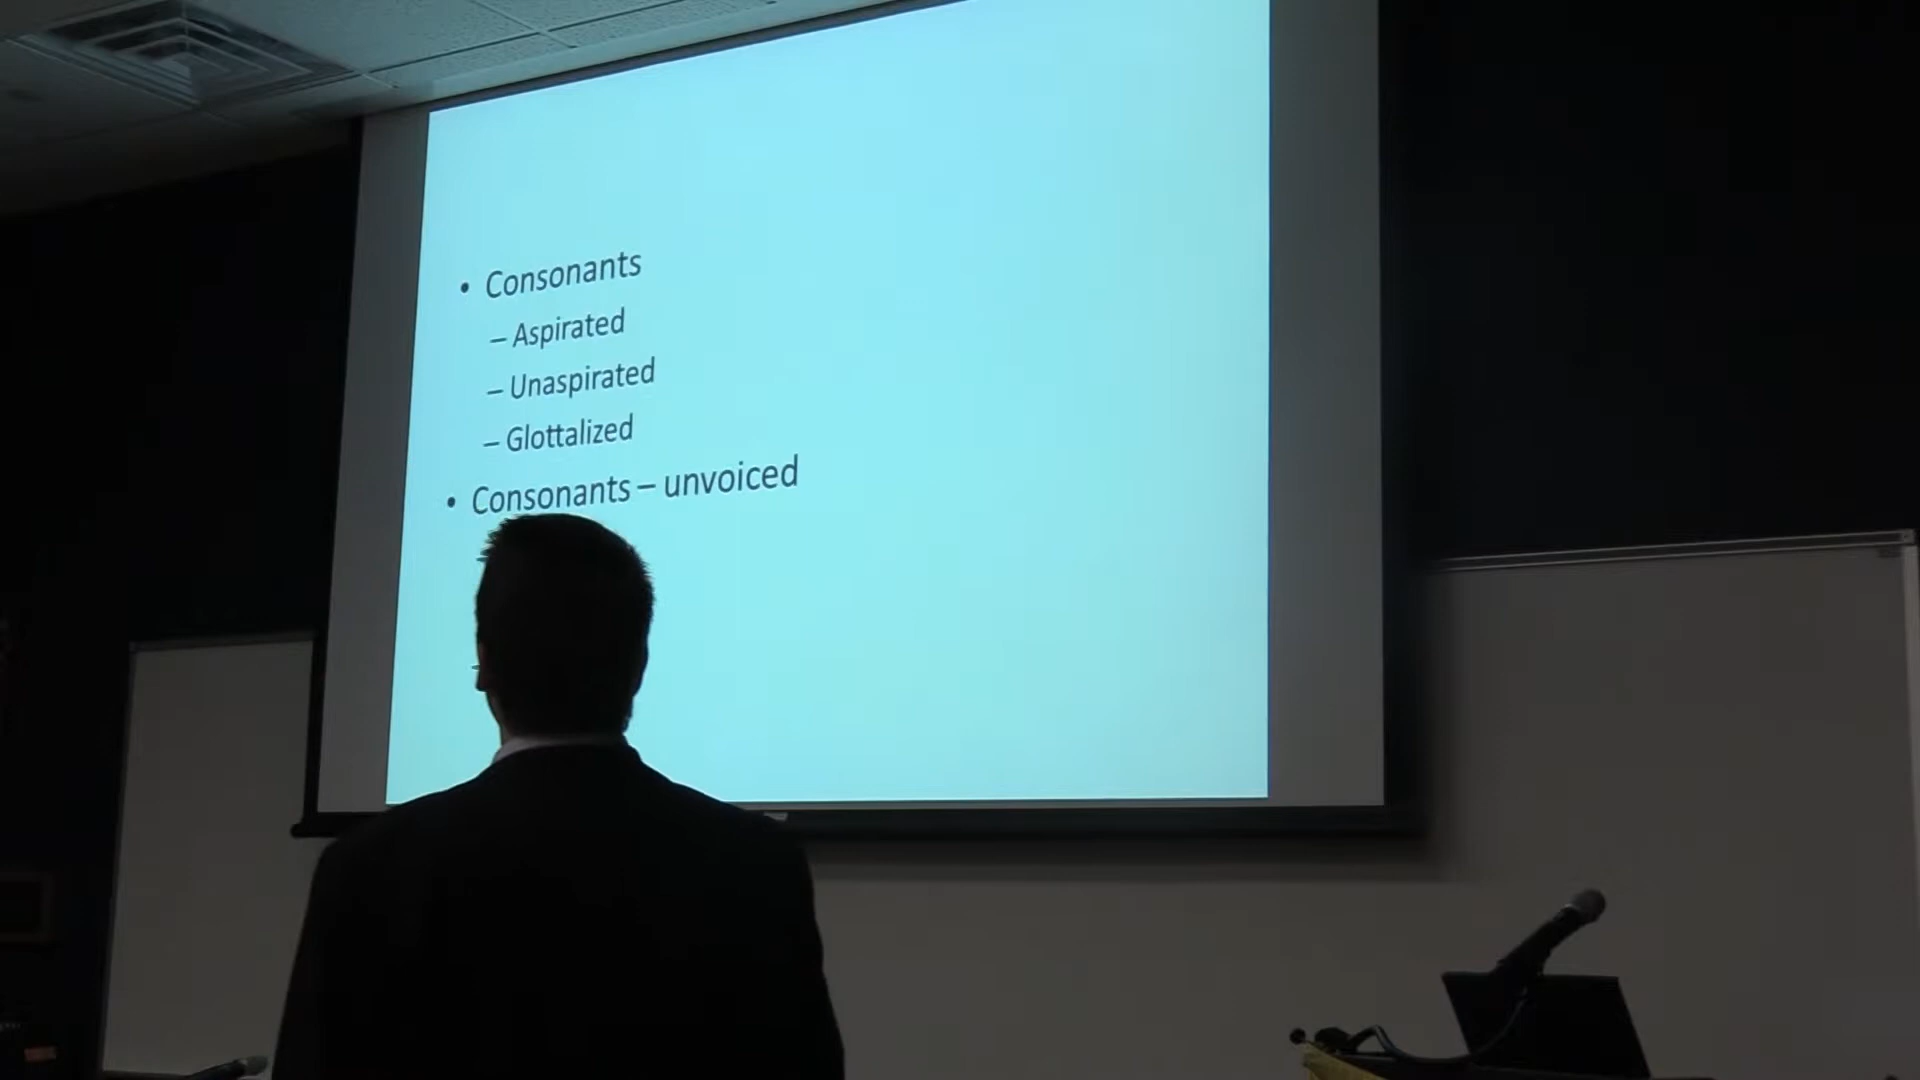 • Consonants
– Aspirated
– Unaspirated
– Glottalized
• Consonants – unvoiced